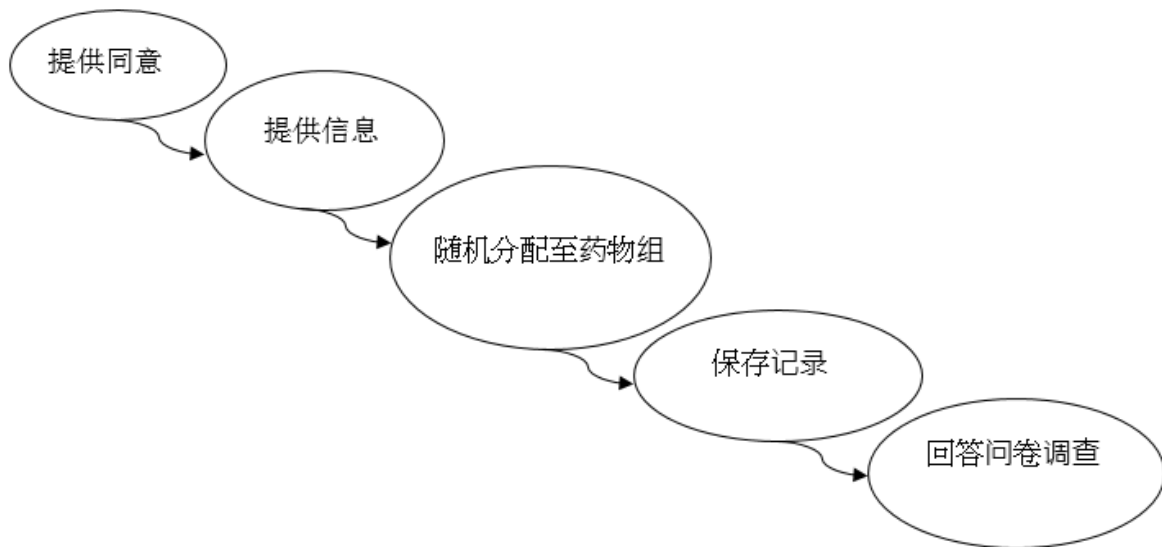 提供同意
提供信息
随机分配至药物组
保存记录
回答问卷调查